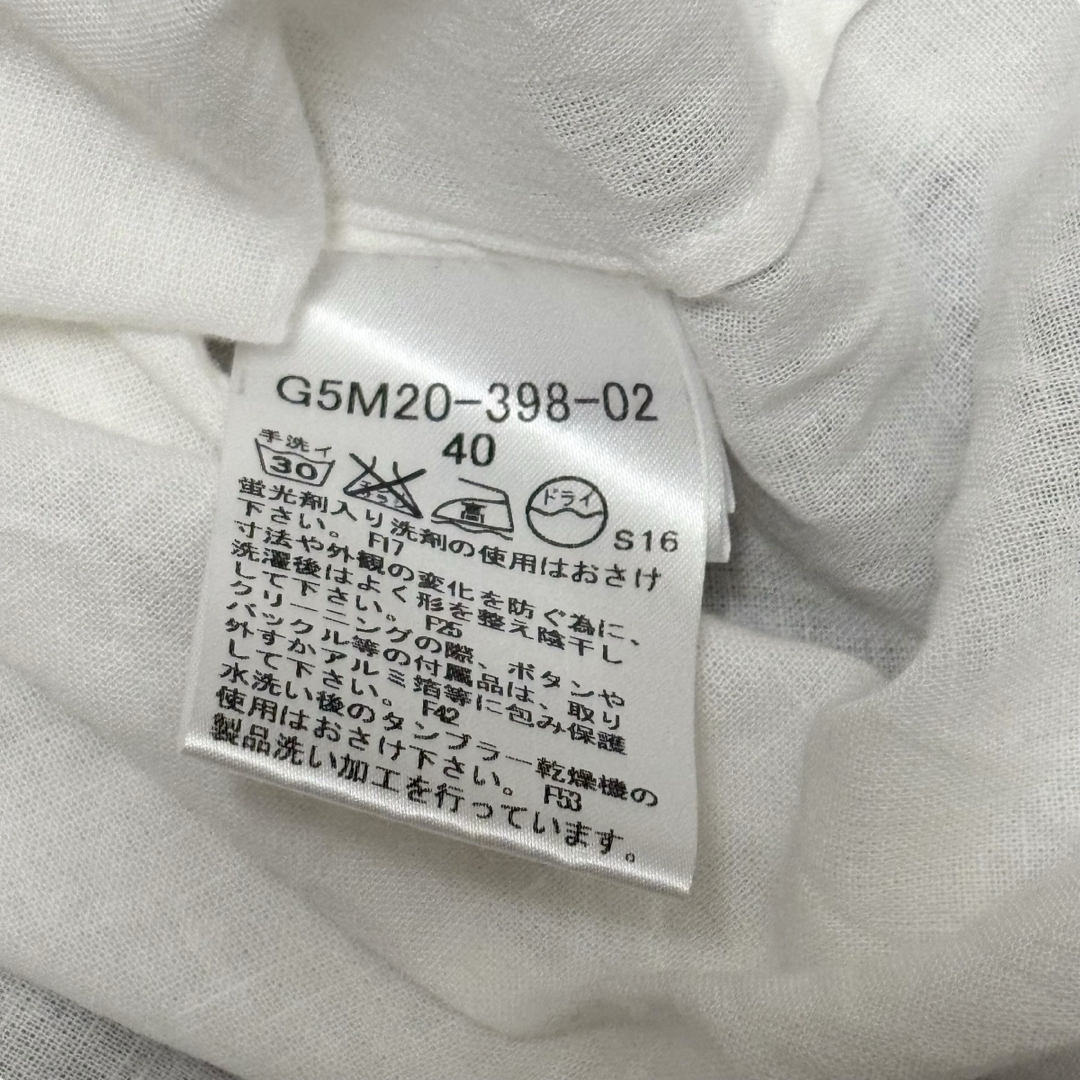 G5M20-398-02
40
手洗イ
30
エンソ
サラシ
高
ドライ
S16
蛍光剤入り洗剤の使用はおさけ
下さい。 F17
寸法や外観の変化を防ぐ為に、
洗濯後はよく形を整え陰干し
して下さい。 F25
クリーニングの際、ボタンや
バックル等の付属品は、取り
外すかアルミ箔等に包み保護
して下さい。 F42
水洗い後のタンブラー乾燥機の
使用はおさけ下さい。 F53
製品洗い加工を行っています。